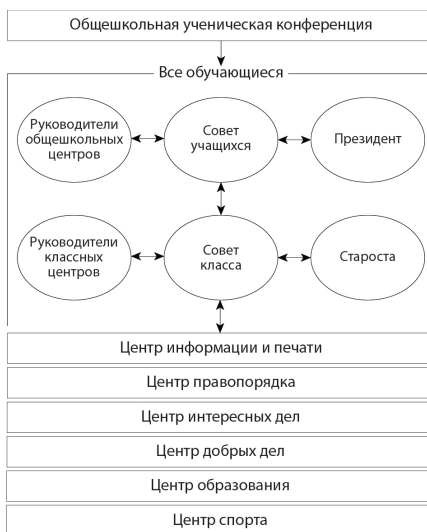 Общешкольная ученическая конференция
Все обучающиеся
Руководители
общешкольных
центров
Совет
учащихся
Президент
Руководители
классных
центров
Совет
класса
Староста
Центр информации и печати
Центр правопорядка
Центр интересных дел
Центр добрых дел
Центр образования
Центр спорта